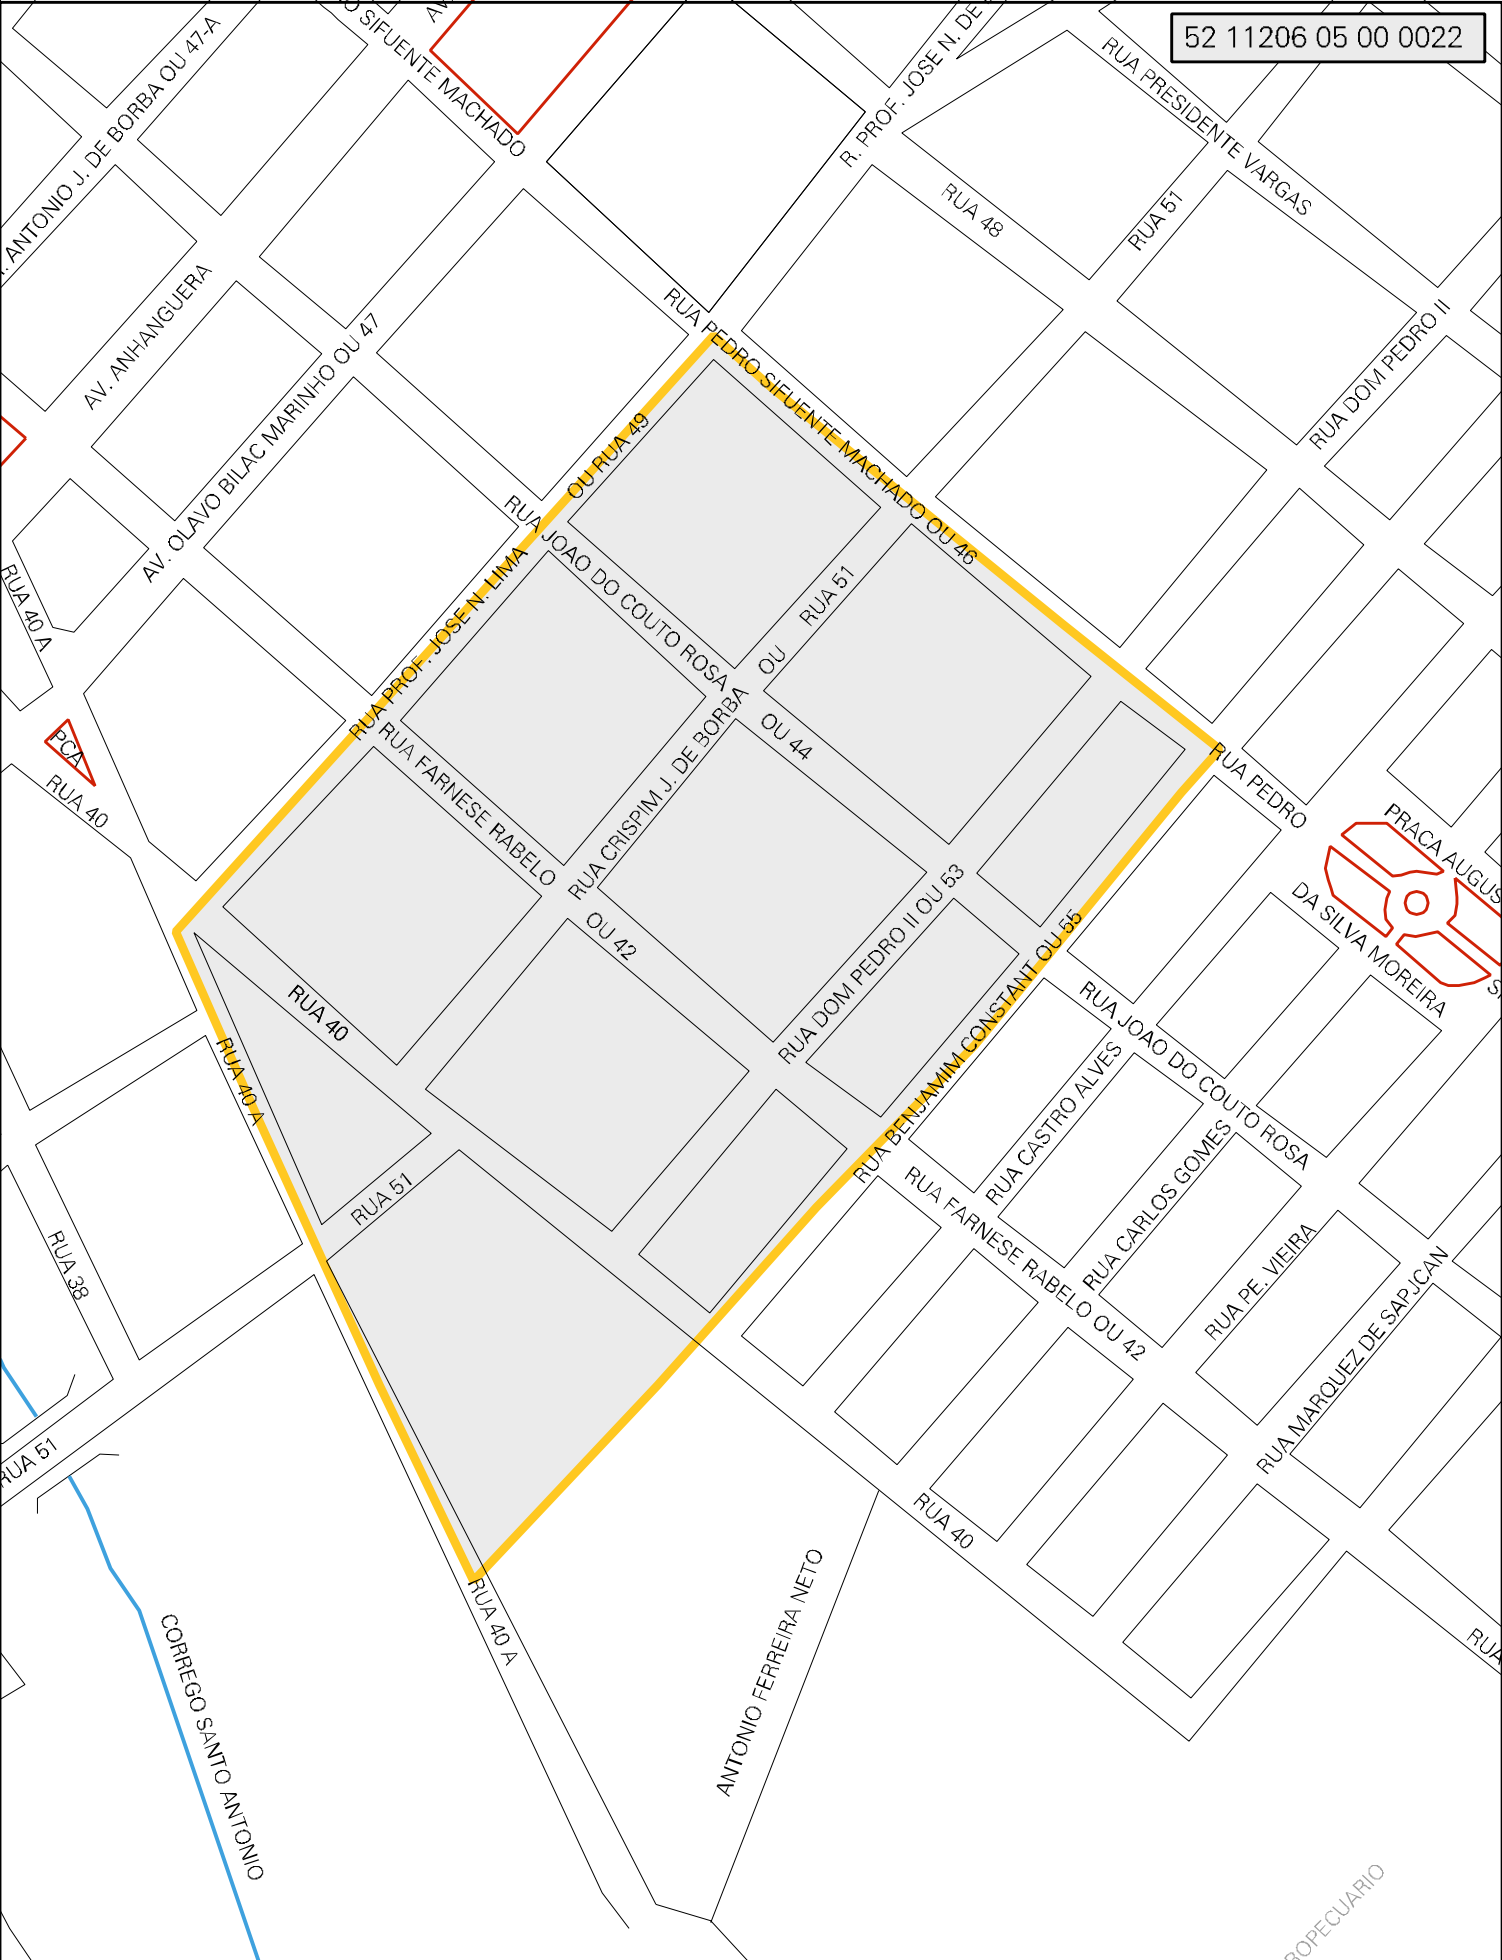 52 11206 05 00 0022
SIFUENTE MACHADO
ANTONIO J. DE BORBA OU 47-A
R. PROF. JOSE N. DE
RUA PRESIDENTE VARGAS
RUA 48
RUA 51
AV. ANHANGUERA
AV. OLAVO BILAC MARINHO OU 47
RUA DOM PEDRO II
RUA PEDRO SIFUENTE MACHADO OU 46
RUA PROF. JOSE N. LIMA
OU RUA 49
RUA JOAO DO COUTO ROSA
OU 44
RUA 40 A
RUA CRISPIM J. DE BORBA
OU
RUA 51
PCA
RUA 40
RUA FARNESE RABELO
OU 42
RUA PEDRO
DA SILVA MOREIRA
PRACA AUGUS
RUA DOM PEDRO II OU 53
RUA BENJAMIM CONSTANT OU 55
RUA 40
RUA 40 A
RUA 51
RUA JOAO DO COUTO ROSA
RUA CASTRO ALVES
RUA CARLOS GOMES
RUA FARNESE RABELO OU 42
RUA PE. VIEIRA
RUA MARQUEZ DE SAPJCAN
RUA 38
RUA 51
RUA 40
RUA 40 A
ANTONIO FERREIRA NETO
CORREGO SANTO ANTONIO
RUA
OPECUARIO